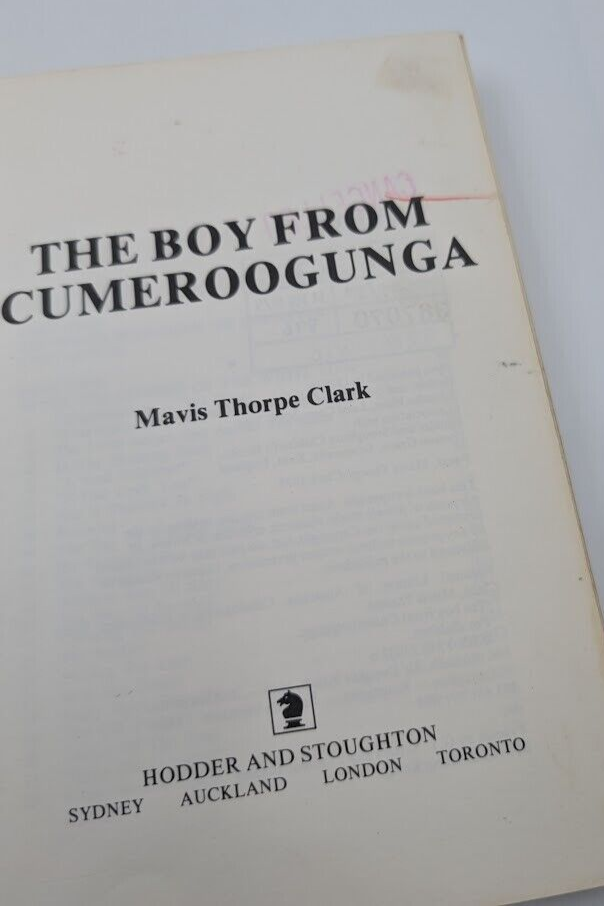 THE BOY FROM
CUMEROOGUNGA
Mavis Thorpe Clark
HODDER AND STOUGHTON
SYDNEY AUCKLAND LONDON TORONTO